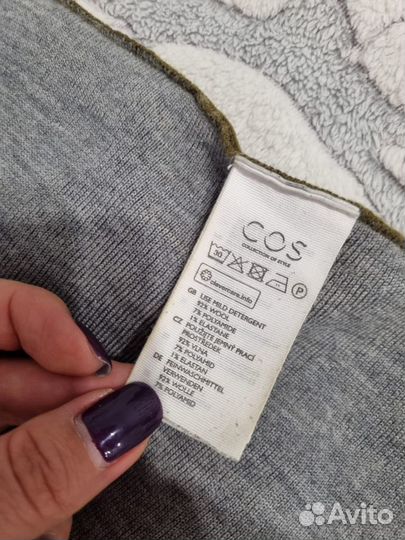 COS
COLLECTION OF STYLE
30
P
clevercare.info
GB USE MILD DETERGENT
92% WOOL
7% POLYAMIDE
1% ELASTANE
CZ POUŽIJTE JEMNÝ PRACÍ
PROSTŘEDEK
92% VLNA
7% POLYAMID
1% ELASTAN
DE FEINWASCHMITTEL
VERWENDEN
92% WOLLE
7% POLYAMID
Avito